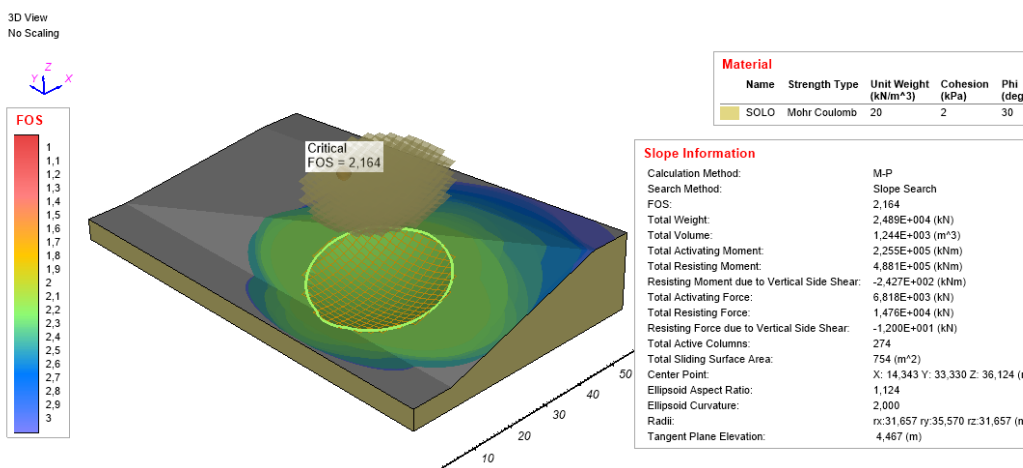 3D View
No Scaling
Z
Y X
FOS
1
1,1
1,2
1,3
1,4
1,5
1,6
1,7
1,8
1,9
2
2,1
2,2
2,3
2,4
2,5
2,6
2,7
2,8
2,9
3
Critical
FOS = 2,164
10
20
30
40
50
Material
Name Strength Type Unit Weight (kN/m^3) Cohesion (kPa) Phi (deg
SOLO Mohr Coulomb 20 2 30
Slope Information
Calculation Method: M-P
Search Method: Slope Search
FOS: 2,164
Total Weight: 2,489E+004 (kN)
Total Volume: 1,244E+003 (m^3)
Total Activating Moment: 2,255E+005 (kNm)
Total Resisting Moment: 4,881E+005 (kNm)
Resisting Moment due to Vertical Side Shear: -2,427E+002 (kNm)
Total Activating Force: 6,818E+003 (kN)
Total Resisting Force: 1,476E+004 (kN)
Resisting Force due to Vertical Side Shear: -1,200E+001 (kN)
Total Active Columns: 274
Total Sliding Surface Area: 754 (m^2)
Center Point: X: 14,343 Y: 33,330 Z: 36,124 (
Ellipsoid Aspect Ratio: 1,124
Ellipsoid Curvature: 2,000
Radii: rx:31,657 ry:35,570 rz:31,657 (
Tangent Plane Elevation: 4,467 (m)